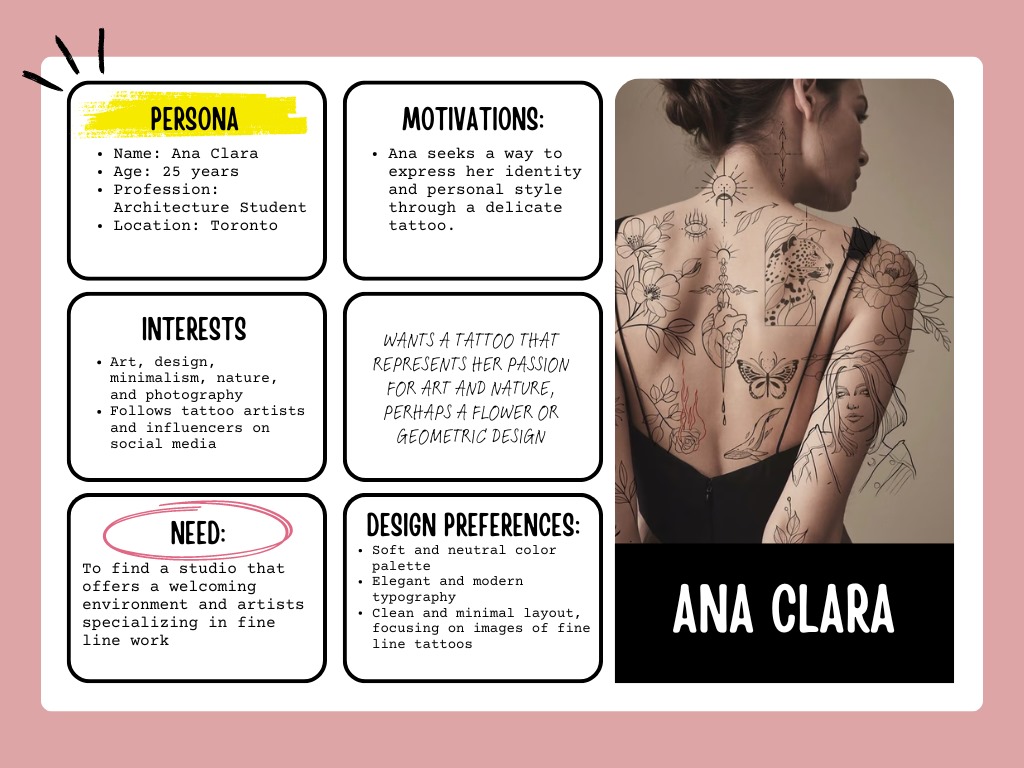 PERSONA
Name: Ana Clara
Age: 25 years
Profession:
Architecture Student
Location: Toronto
MOTIVATIONS:
Ana seeks a way to
express her identity
and personal style
through a delicate
tattoo.
INTERESTS
Art, design,
minimalism, nature,
and photography
Follows tattoo artists
and influencers on
social media
WANTS A TATTOO THAT
REPRESENTS HER PASSION
FOR ART AND NATURE,
PERHAPS A FLOWER OR
GEOMETRIC DESIGN
NEED:
To find a studio that
offers a welcoming
environment and artists
specializing in fine
line work
DESIGN PREFERENCES:
Soft and neutral color
palette
Elegant and modern
typography
Clean and minimal layout,
focusing on images of fine
line tattoos
ANA CLARA